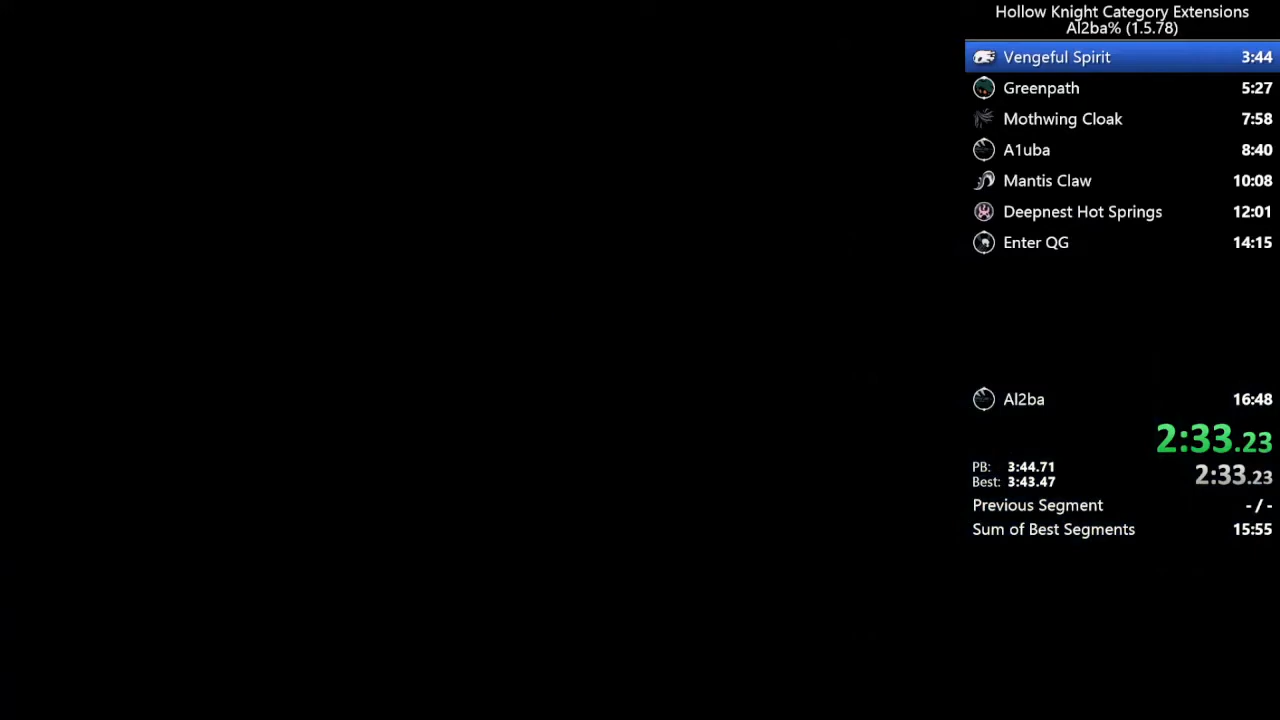 Hollow Knight Category Extensions
Al2ba% (1.5.78)
Vengeful Spirit 3:44
Greenpath 5:27
Mothwing Cloak 7:58
A1uba 8:40
Mantis Claw 10:08
Deepnest Hot Springs 12:01
Enter QG 14:15
Al2ba 16:48
2:33.23
PB: 3:44.71
Best: 3:43.47
2:33.23
Previous Segment - / -
Sum of Best Segments 15:55